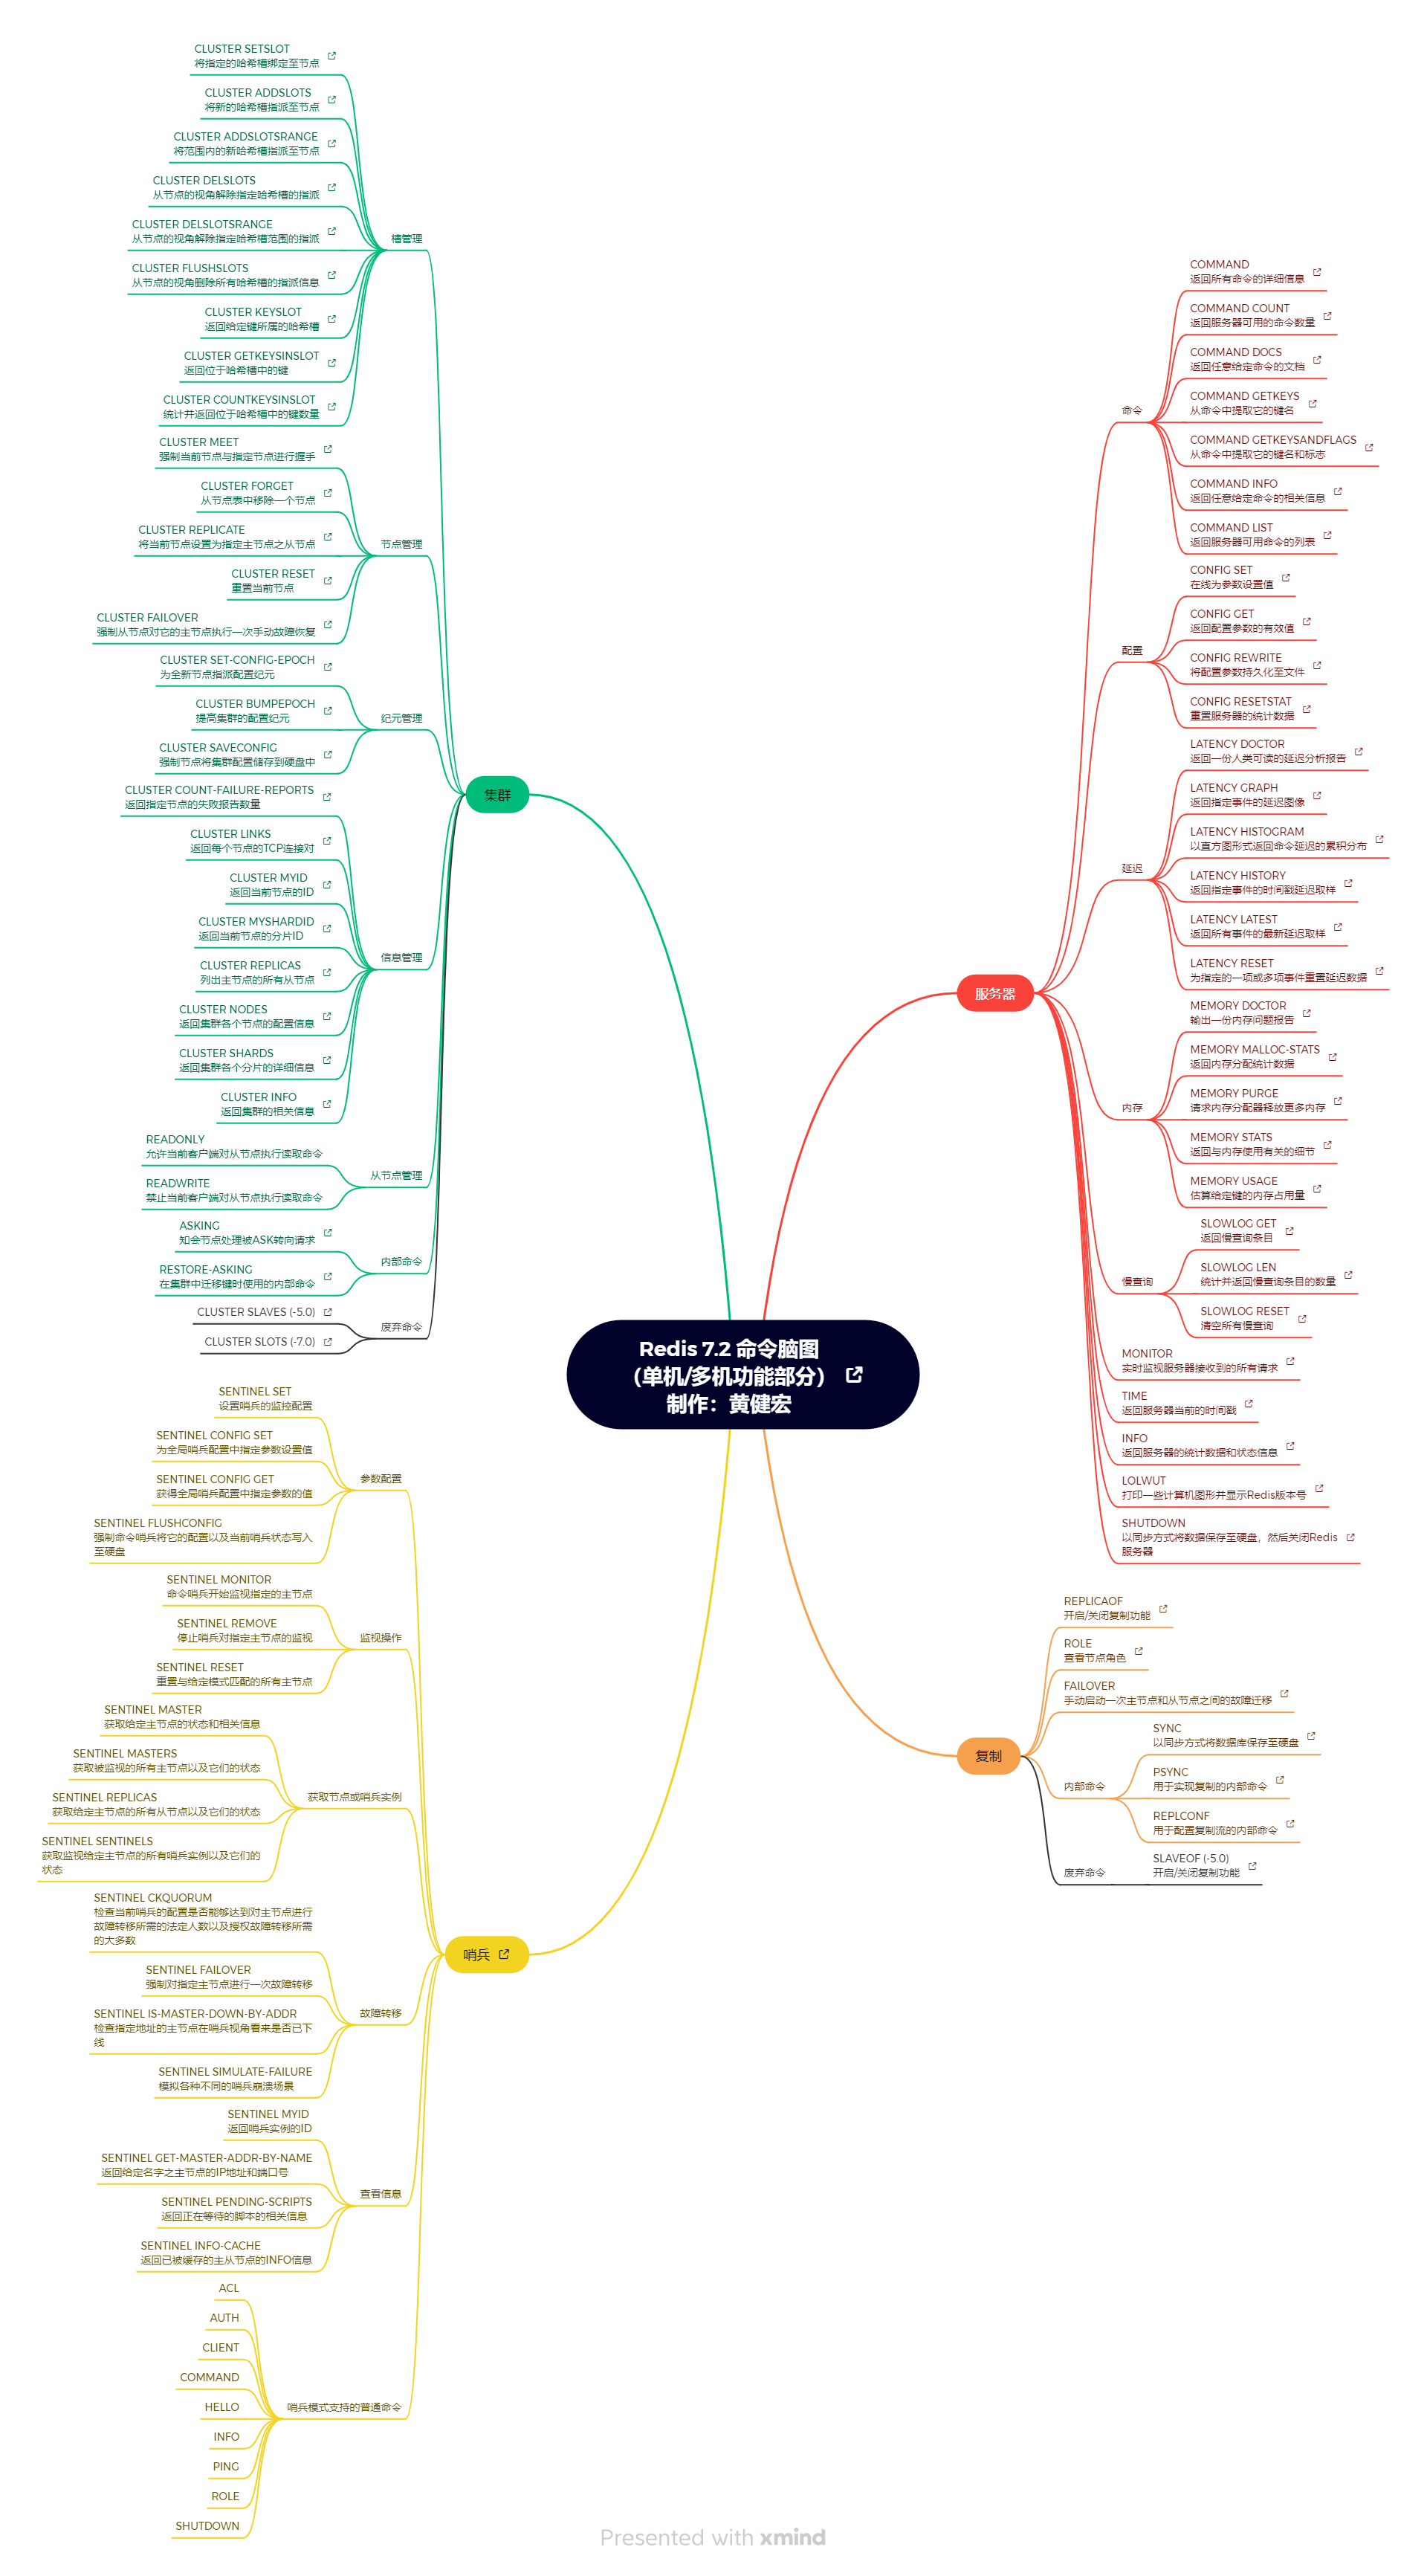 Redis 7.2 命令脑图
（单机/多机功能部分）
制作：黄健宏
服务器
命令
COMMAND
返回所有命令的详细信息
COMMAND COUNT
返回服务器可用的命令数量
COMMAND DOCS
返回任意给定命令的文档
COMMAND GETKEYS
从命令中提取它的键名
COMMAND GETKEYSANDFLAGS
从命令中提取它的键名和标志
COMMAND INFO
返回任意给定命令的相关信息
COMMAND LIST
返回服务器可用命令的列表
配置
CONFIG SET
在线为参数设置值
CONFIG GET
返回配置参数的有效值
CONFIG REWRITE
将配置参数持久化至文件
CONFIG RESETSTAT
重置服务器的统计数据
延迟
LATENCY DOCTOR
返回一份人类可读的延迟分析报告
LATENCY GRAPH
返回指定事件的延迟图像
LATENCY HISTOGRAM
以直方图形式返回命令延迟的累积分布
LATENCY HISTORY
返回指定事件的时间戳延迟取样
LATENCY LATEST
返回所有事件的最新延迟取样
LATENCY RESET
为指定的一项或多项事件重置延迟数据
内存
MEMORY DOCTOR
输出一份内存问题报告
MEMORY MALLOC-STATS
返回内存分配统计数据
MEMORY PURGE
请求内存分配器释放更多内存
MEMORY STATS
返回与内存使用有关的细节
MEMORY USAGE
估算给定键的内存占用量
慢查询
SLOWLOG GET
返回慢查询条目
SLOWLOG LEN
统计并返回慢查询条目的数量
SLOWLOG RESET
清空所有慢查询
MONITOR
实时监视服务器接收到的所有请求
TIME
返回服务器当前的时间戳
INFO
返回服务器的统计数据和状态信息
LOLWUT
打印一些计算机图形并显示Redis版本号
SHUTDOWN
以同步方式将数据保存至硬盘，然后关闭Redis
服务器
复制
REPLICAOF
开启/关闭复制功能
ROLE
查看节点角色
FAILOVER
手动启动一次主节点和从节点之间的故障迁移
内部命令
SYNC
以同步方式将数据库保存至硬盘
PSYNC
用于实现复制的内部命令
REPLCONF
用于配置复制流的内部命令
废弃命令
SLAVEOF (-5.0)
开启/关闭复制功能
集群
槽管理
CLUSTER SETSLOT
将指定的哈希槽绑定至节点
CLUSTER ADDSLOTS
将新的哈希槽指派至节点
CLUSTER ADDSLOTSRANGE
将范围内的新哈希槽指派至节点
CLUSTER DELSLOTS
从节点的视角解除指定哈希槽的指派
CLUSTER DELSLOTSRANGE
从节点的视角解除指定哈希槽范围的指派
CLUSTER FLUSHSLOTS
从节点的视角删除所有哈希槽的指派信息
CLUSTER KEYSLOT
返回给定键所属的哈希槽
CLUSTER GETKEYSINSLOT
返回位于哈希槽中的键
CLUSTER COUNTKEYSINSLOT
统计并返回位于哈希槽中的键数量
节点管理
CLUSTER MEET
强制当前节点与指定节点进行握手
CLUSTER FORGET
从节点表中移除一个节点
CLUSTER REPLICATE
将当前节点设置为指定主节点之从节点
CLUSTER RESET
重置当前节点
CLUSTER FAILOVER
强制从节点对它的主节点执行一次手动故障恢复
纪元管理
CLUSTER SET-CONFIG-EPOCH
为全新节点指派配置纪元
CLUSTER BUMPEPOCH
提高集群的配置纪元
CLUSTER SAVECONFIG
强制节点将集群配置储存到硬盘中
信息管理
CLUSTER COUNT-FAILURE-REPORTS
返回指定节点的失败报告数量
CLUSTER LINKS
返回每个节点的TCP连接对
CLUSTER MYID
返回当前节点的ID
CLUSTER MYSHARDID
返回当前节点的分片ID
CLUSTER REPLICAS
列出主节点的所有从节点
CLUSTER NODES
返回集群各个节点的配置信息
CLUSTER SHARDS
返回集群各个分片的详细信息
CLUSTER INFO
返回集群的相关信息
从节点管理
READONLY
允许当前客户端对从节点执行读取命令
READWRITE
禁止当前客户端对从节点执行读取命令
内部命令
ASKING
知会节点处理被ASK转向请求
RESTORE-ASKING
在集群中迁移键时使用的内部命令
废弃命令
CLUSTER SLAVES (-5.0)
CLUSTER SLOTS (-7.0)
哨兵
参数配置
SENTINEL SET
设置哨兵的监控配置
SENTINEL CONFIG SET
为全局哨兵配置中指定参数设置值
SENTINEL CONFIG GET
获得全局哨兵配置中指定参数的值
SENTINEL FLUSHCONFIG
强制命令哨兵将它的配置以及当前哨兵状态写入
至硬盘
监视操作
SENTINEL MONITOR
命令哨兵开始监视指定的主节点
SENTINEL REMOVE
停止哨兵对指定主节点的监视
SENTINEL RESET
重置与给定模式匹配的所有主节点
获取节点或哨兵实例
SENTINEL MASTER
获取给定主节点的状态和相关信息
SENTINEL MASTERS
获取被监视的所有主节点以及它们的状态
SENTINEL REPLICAS
获取给定主节点的所有从节点以及它们的状态
SENTINEL SENTINELS
获取监视给定主节点的所有哨兵实例以及它们的
状态
故障转移
SENTINEL CKQUORUM
检查当前哨兵的配置是否能够达到对主节点进行
故障转移所需的法定人数以及授权故障转移所需
的大多数
SENTINEL FAILOVER
强制对指定主节点进行一次故障转移
SENTINEL IS-MASTER-DOWN-BY-ADDR
检查指定地址的主节点在哨兵视角看来是否已下
线
SENTINEL SIMULATE-FAILURE
模拟各种不同的哨兵崩溃场景
查看信息
SENTINEL MYID
返回哨兵实例的ID
SENTINEL GET-MASTER-ADDR-BY-NAME
返回给定名字之主节点的IP地址和端口号
SENTINEL PENDING-SCRIPTS
返回正在等待的脚本的相关信息
SENTINEL INFO-CACHE
返回已被缓存的主从节点的INFO信息
哨兵模式支持的普通命令
ACL
AUTH
CLIENT
COMMAND
HELLO
INFO
PING
ROLE
SHUTDOWN
Presented with xmind